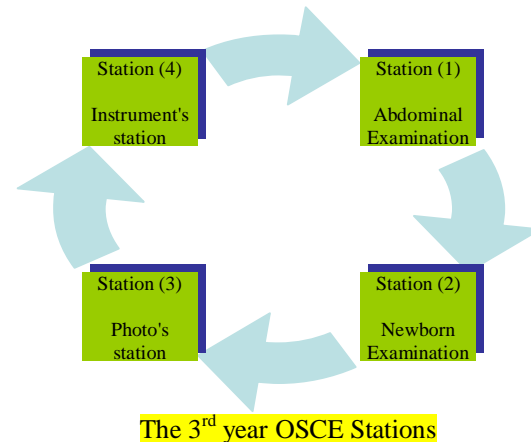 Station (4)
Instrument's
station
Station (1)
Abdominal
Examination
Station (3)
Photo's
station
Station (2)
Newborn
Examination
The 3rd year OSCE Stations